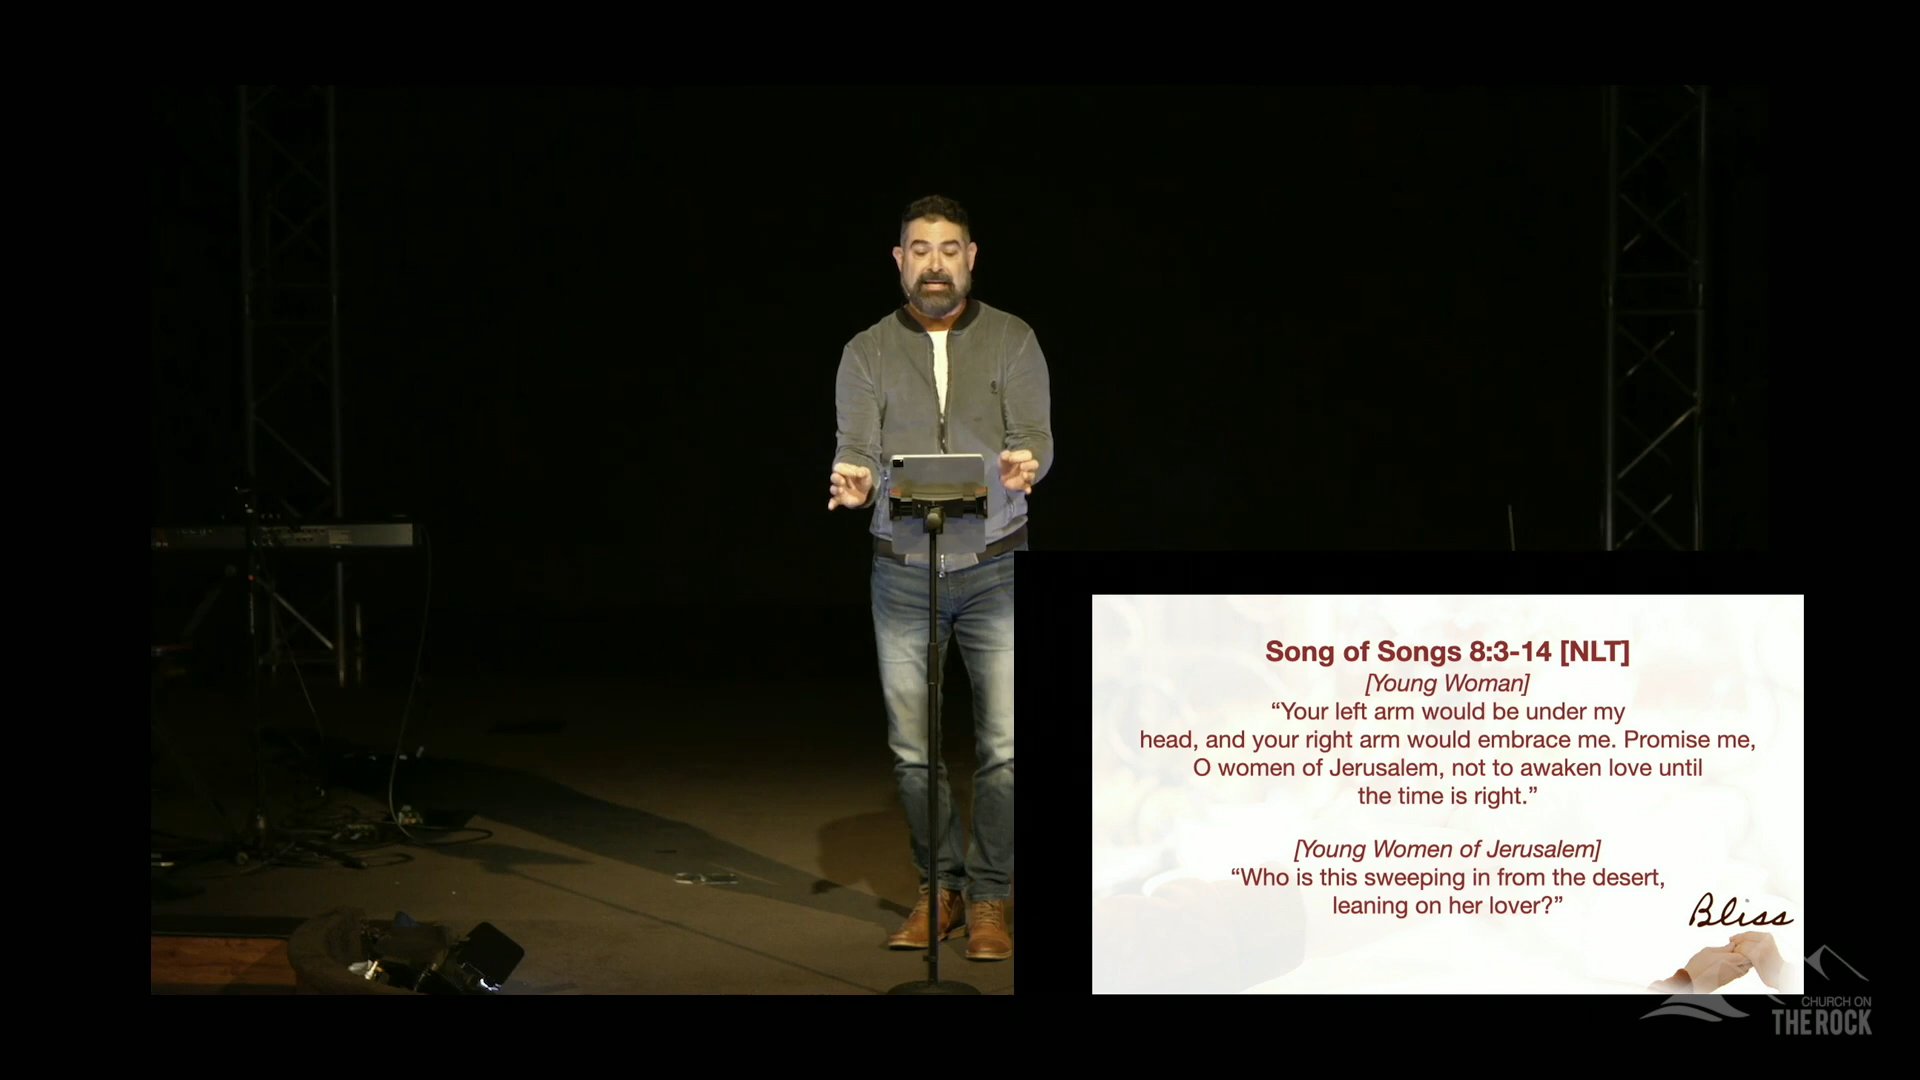 Song of Songs 8:3-14 [NLT]
[Young Woman]
“Your left arm would be under my
head, and your right arm would embrace me. Promise me,
O women of Jerusalem, not to awaken love until
the time is right.”
[Young Women of Jerusalem]
“Who is this sweeping in from the desert,
leaning on her lover?”
Bliss
CHURCH ON
THE ROCK